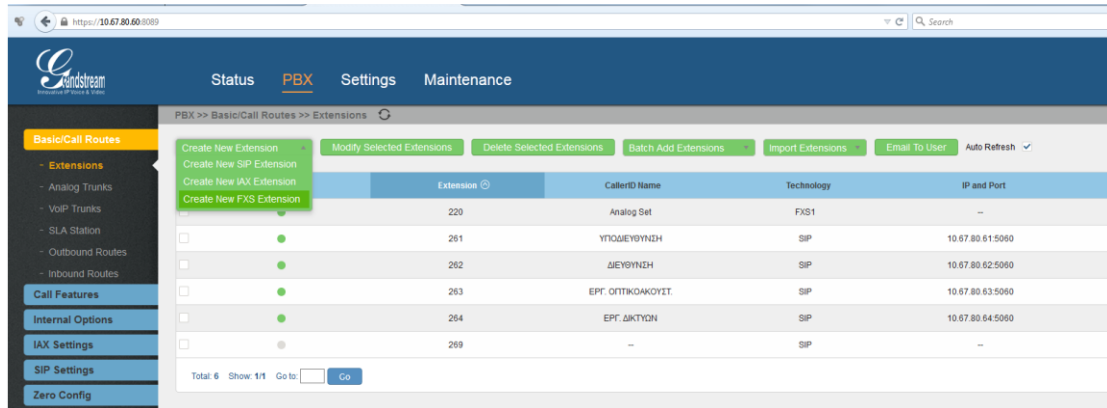 https://10.67.80.60:8089
Search
Grandstream
Innovative IP Voice & Video
Status PBX Settings Maintenance
PBX >> Basic/Call Routes >> Extensions
Basic/Call Routes
- Extensions
- Analog Trunks
- VoIP Trunks
- SLA Station
- Outbound Routes
- Inbound Routes
Call Features
Internal Options
IAX Settings
SIP Settings
Zero Config
Create New Extension Modify Selected Extensions Delete Selected Extensions Batch Add Extensions Import Extensions Email To User Auto Refresh
Create New SIP Extension
Create New IAX Extension
Create New FXS Extension
Extension CallerID Name Technology IP and Port
220 Analog Set FXS1 --
261 ΥΠΟΔΙΕΥΘΥΝΣΗ SIP 10.67.80.61:5060
262 ΔΙΕΥΘΥΝΣΗ SIP 10.67.80.62:5060
263 ΕΡΓ. ΟΠΤΙΚΟΑΚΟΥΣΤ. SIP 10.67.80.63:5060
264 ΕΡΓ. ΔΙΚΤΥΩΝ SIP 10.67.80.64:5060
269 -- SIP --
Total: 6 Show: 1/1 Go to: Go